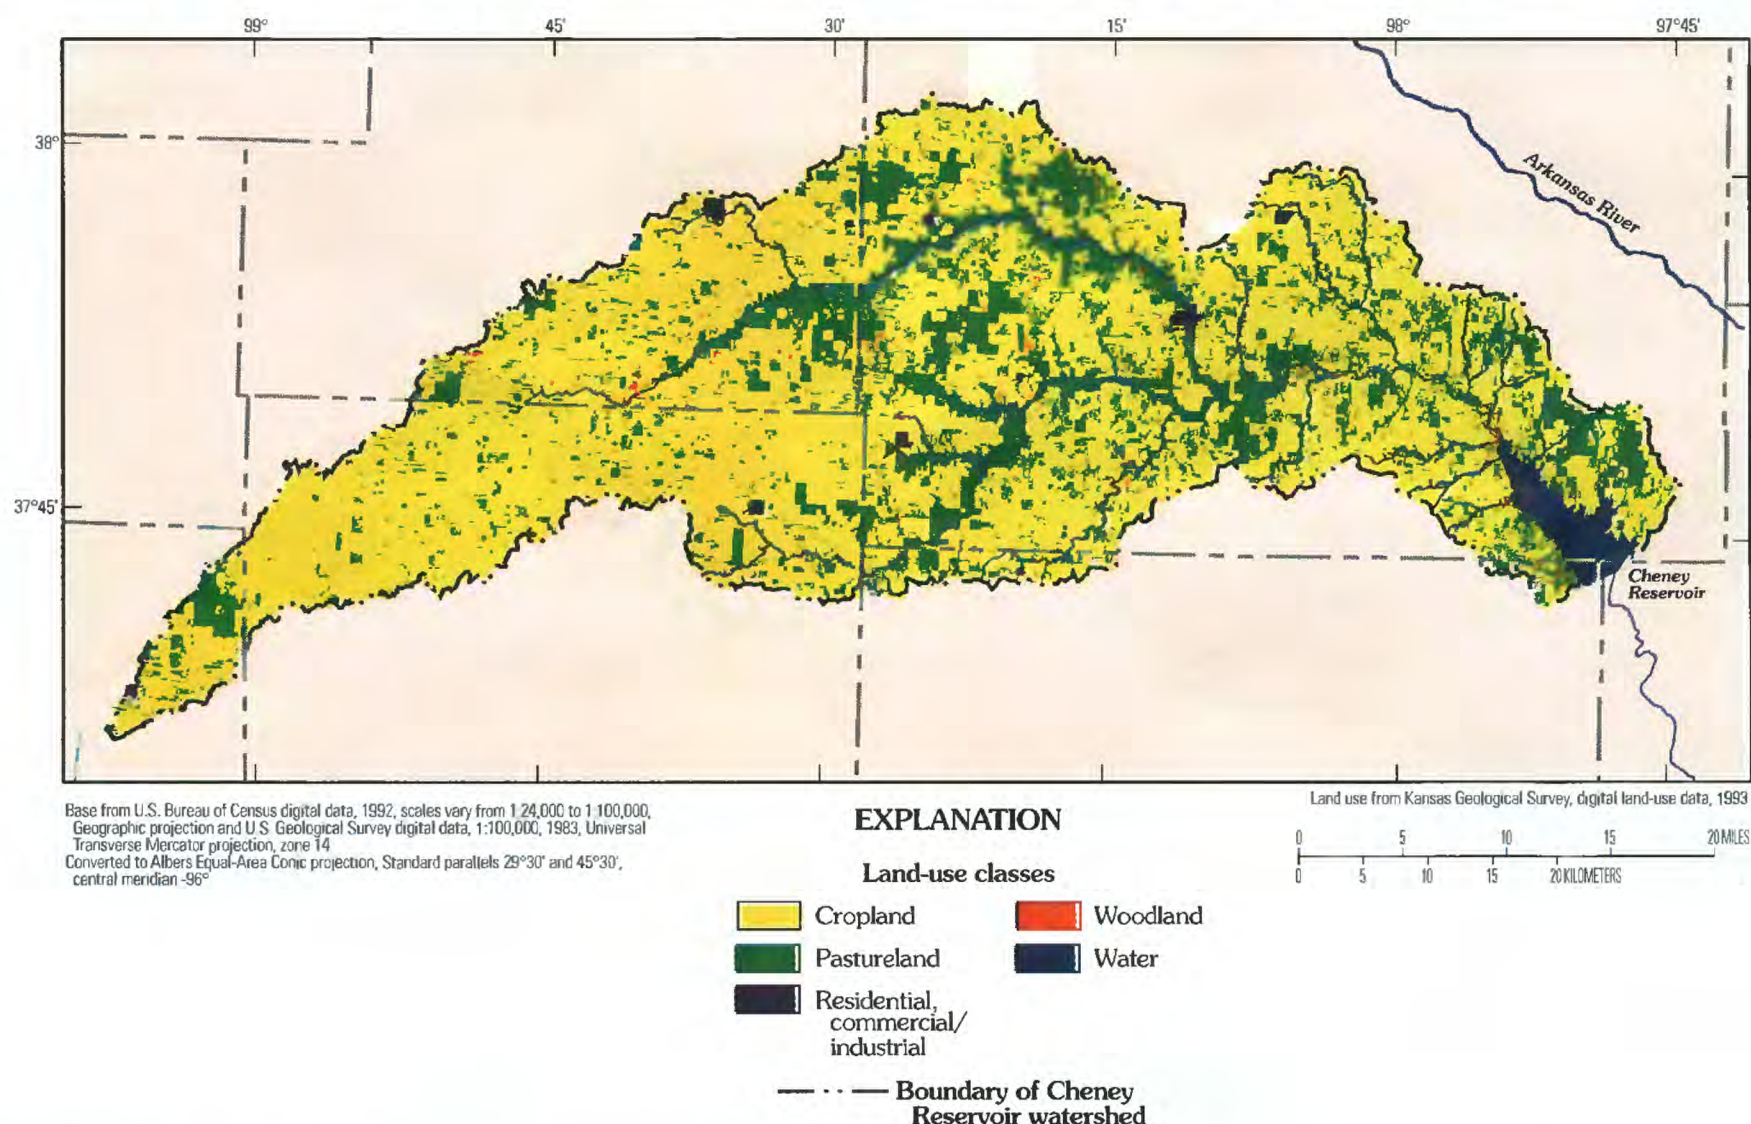 99° 45' 30' 15' 98° 97°45'
38°
Arkansas River
37°45'
Cheney
Reservoir
Base from U.S. Bureau of Census digital data, 1992, scales vary from 1:24,000 to 1:100,000,
Geographic projection and U.S. Geological Survey digital data, 1:100,000, 1983, Universal
Transverse Mercator projection, zone 14
Converted to Albers Equal-Area Conic projection, Standard parallels 29°30' and 45°30',
central meridian -96°
Land use from Kansas Geological Survey, digital land-use data, 1993
0 5 10 15 20 MILES
0 5 10 15 20 KILOMETERS
EXPLANATION
Land-use classes
Cropland
Pastureland
Residential,
commercial/
industrial
Woodland
Water
Boundary of Cheney
Reservoir watershed